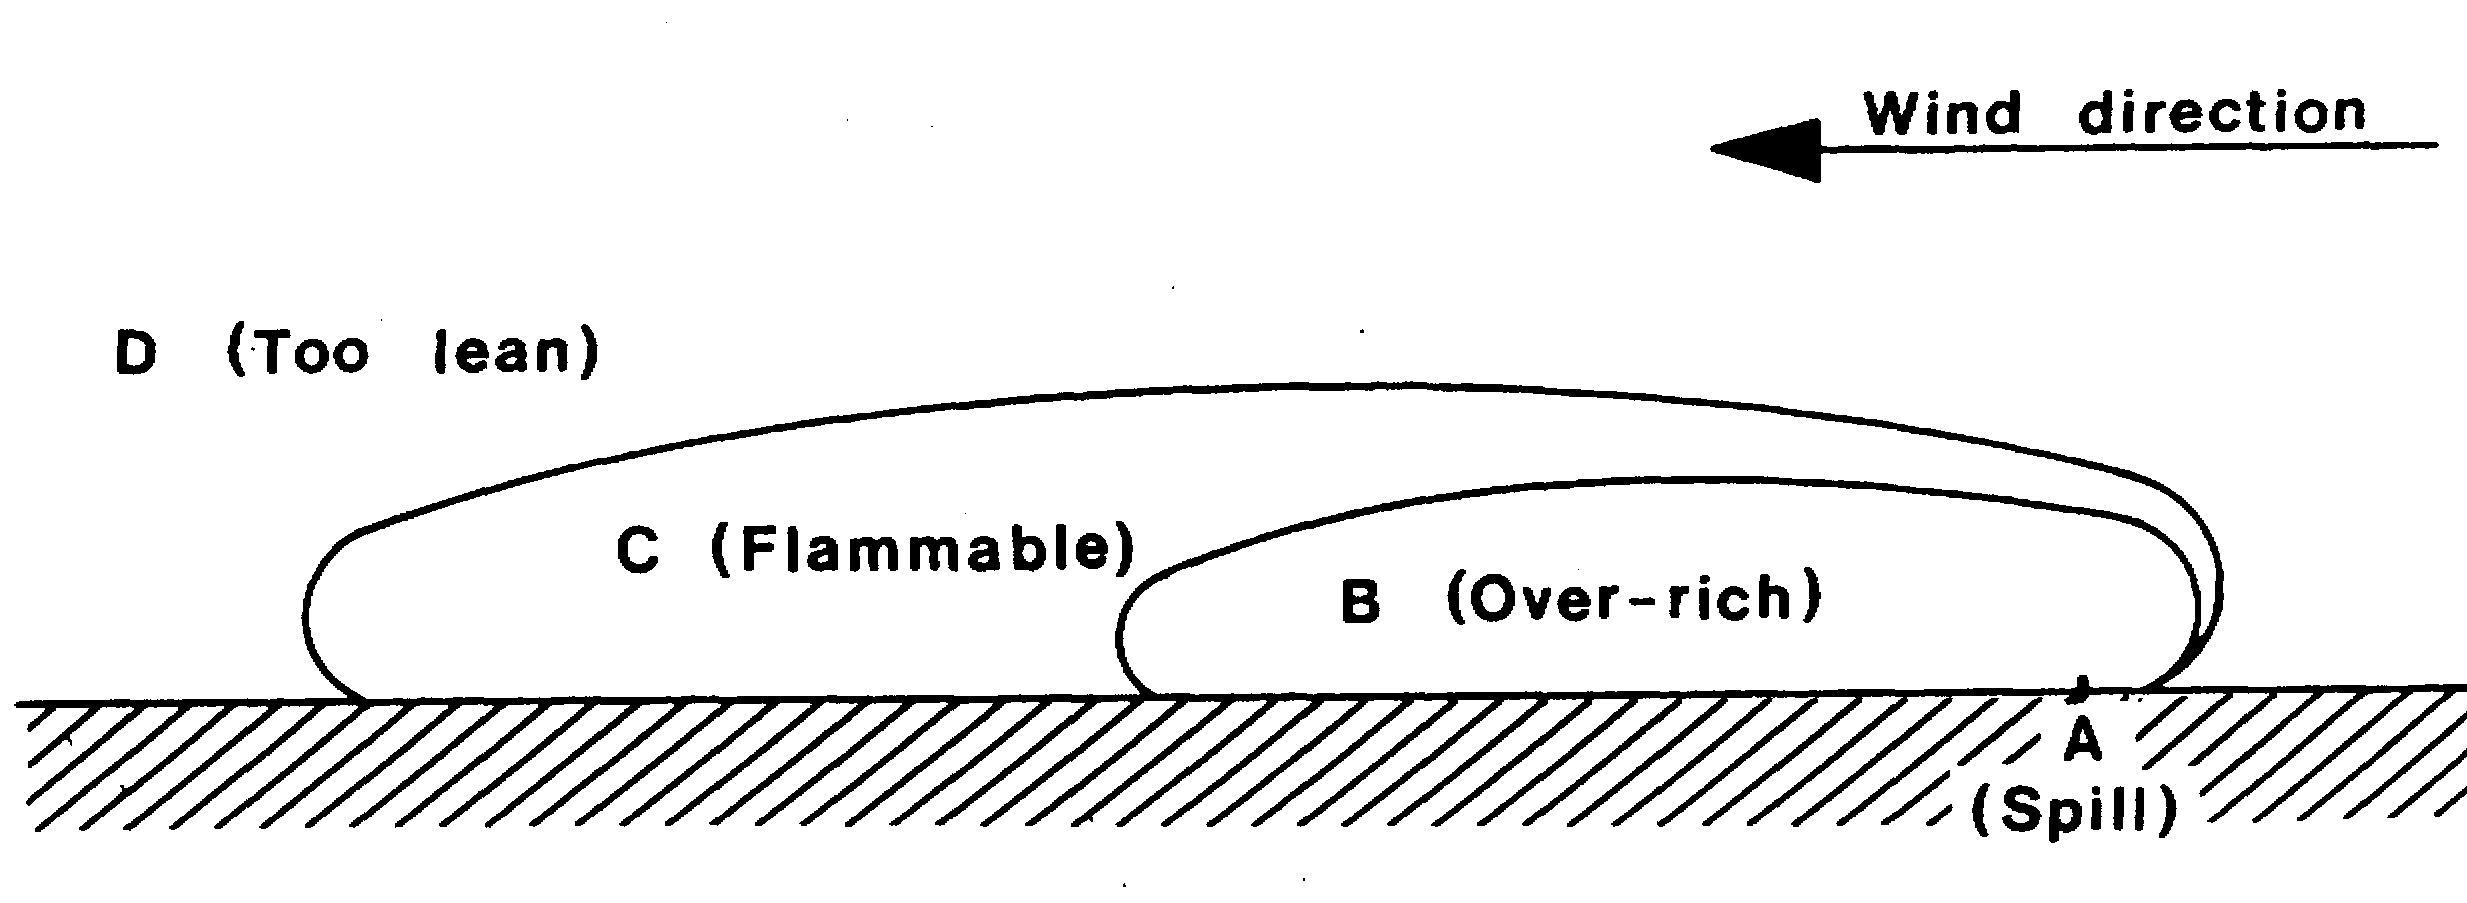 Wind direction
D (Too lean)
C (Flammable)
B (Over-rich)
A
(Spill)